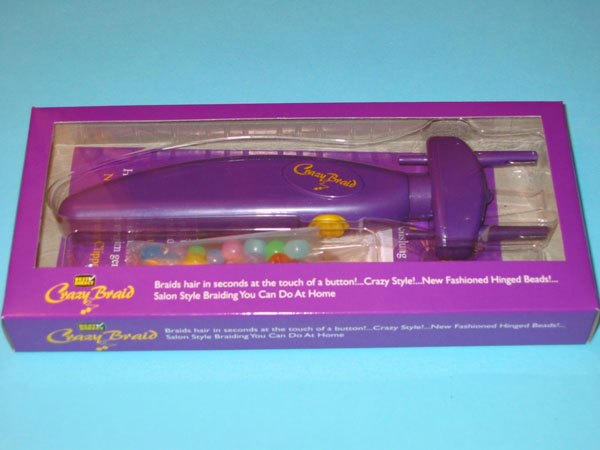 Crazy Braid
Crazy Braid
Braids hair in seconds at the touch of a button!...Crazy Style!...New Fashioned Hinged Beads!...
Salon Style Braiding You Can Do At Home
Crazy Braid
Braids hair in seconds at the touch of a button!...Crazy Style!...New Fashioned Hinged Beads!...
Salon Style Braiding You Can Do At Home